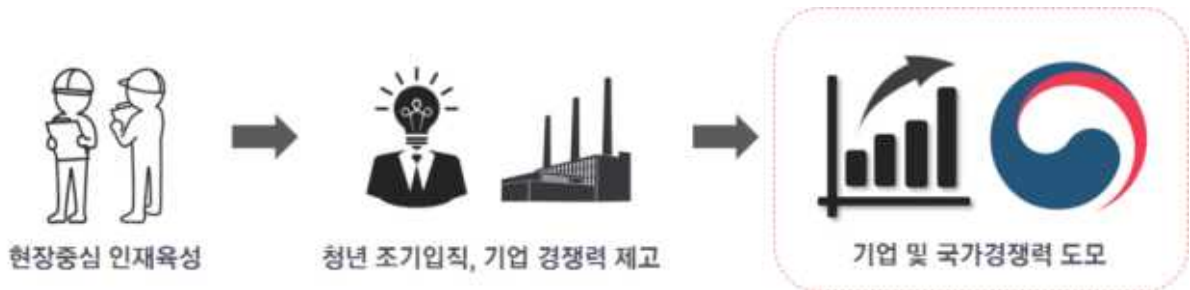 현장중심 인재육성
청년 조기입직, 기업 경쟁력 제고
기업 및 국가경쟁력 도모